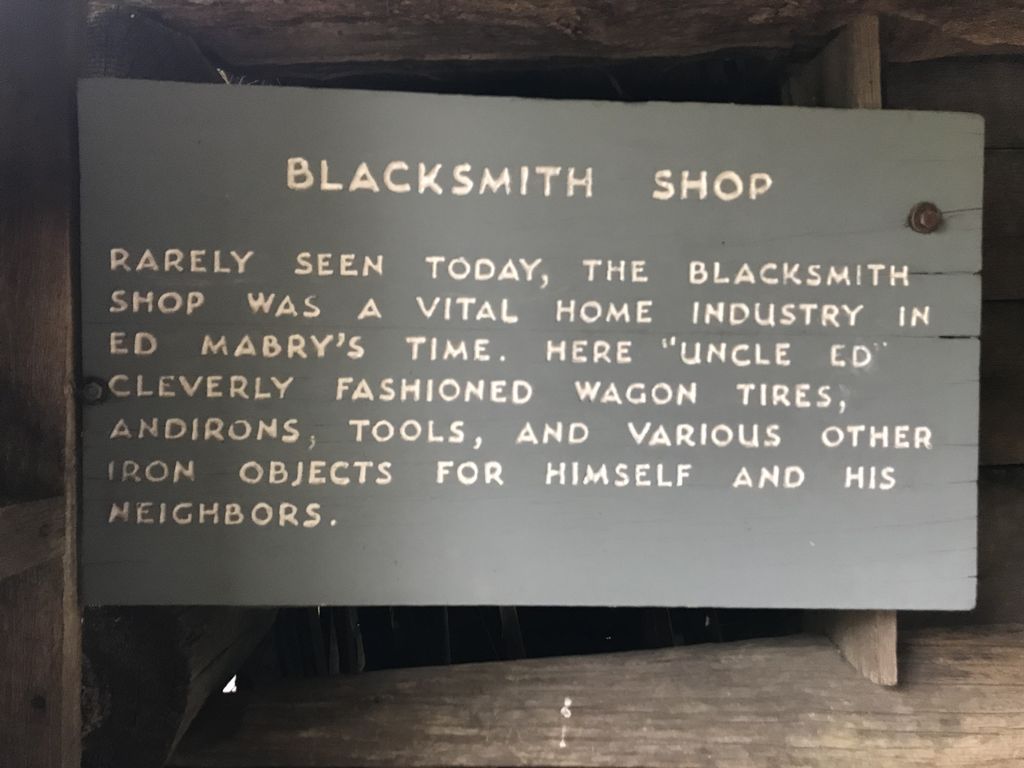 BLACKSMITH SHOP
RARELY SEEN TODAY, THE BLACKSMITH
SHOP WAS A VITAL HOME INDUSTRY IN
ED MABRY'S TIME. HERE "UNCLE ED"
CLEVERLY FASHIONED WAGON TIRES,
ANDIRONS, TOOLS, AND VARIOUS OTHER
IRON OBJECTS FOR HIMSELF AND HIS
NEIGHBORS.